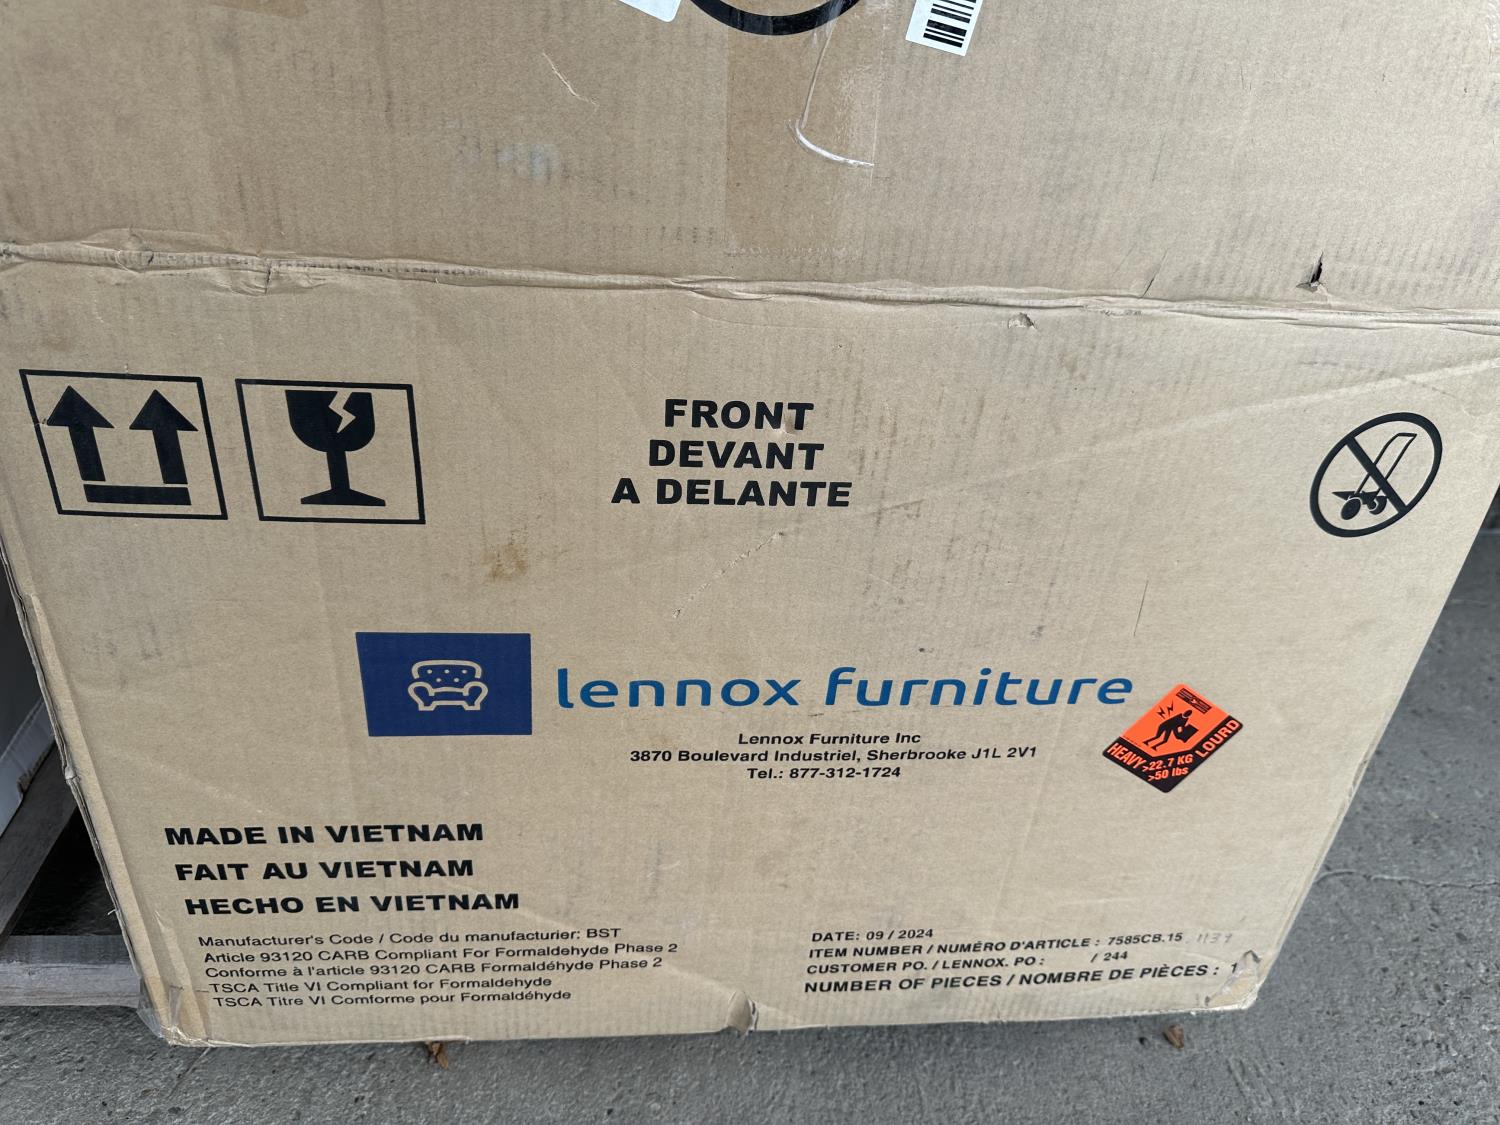 FRONT
DEVANT
A DELANTE
lennox furniture
Lennox Furniture Inc
3870 Boulevard Industriel, Sherbrooke J1L 2V1
Tel.: 877-312-1724
HEAVY LOURD
>22.7 KG
>50 lbs
MADE IN VIETNAM
FAIT AU VIETNAM
HECHO EN VIETNAM
Manufacturer's Code / Code du manufacturier: BST
Article 93120 CARB Compliant For Formaldehyde Phase 2
Conforme à l'article 93120 CARB Formaldéhyde Phase 2
TSCA Title VI Compliant for Formaldehyde
TSCA Titre VI Comforme pour Formaldéhyde
DATE: 09 / 2024
ITEM NUMBER / NUMÉRO D'ARTICLE : 7585CB.15
CUSTOMER PO. / LENNOX. PO : / 244
NUMBER OF PIECES / NOMBRE DE PIÈCES : 1